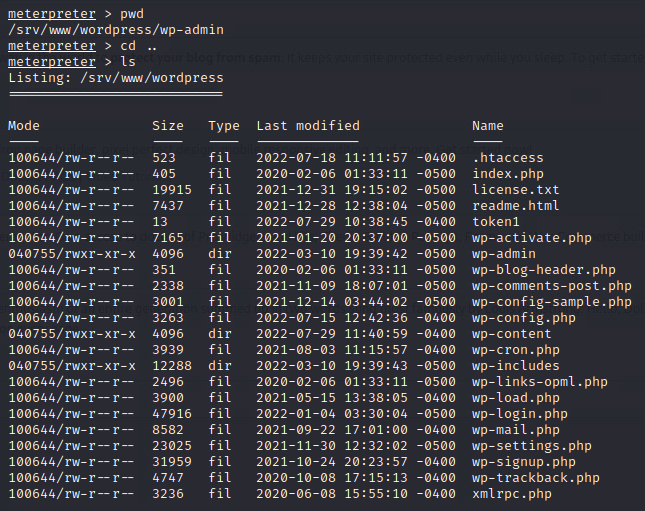 meterpreter > pwd
/srv/www/wordpress/wp-admin
meterpreter > cd ..
meterpreter > ls
Listing: /srv/www/wordpress
===========================
Mode Size Type Last modified Name
---- ---- ---- ------------- ----
100644/rw-r--r-- 523 fil 2022-07-18 11:11:57 -0400 .htaccess
100644/rw-r--r-- 405 fil 2020-02-06 01:33:11 -0500 index.php
100644/rw-r--r-- 19915 fil 2021-12-31 19:15:02 -0500 license.txt
100644/rw-r--r-- 7437 fil 2021-12-28 12:38:04 -0500 readme.html
100644/rw-r--r-- 13 fil 2022-07-29 10:38:45 -0400 token1
100644/rw-r--r-- 7165 fil 2021-01-20 20:37:00 -0500 wp-activate.php
040755/rwxr-xr-x 4096 dir 2022-03-10 19:39:42 -0500 wp-admin
100644/rw-r--r-- 351 fil 2020-02-06 01:33:11 -0500 wp-blog-header.php
100644/rw-r--r-- 2338 fil 2021-11-09 18:07:01 -0500 wp-comments-post.php
100644/rw-r--r-- 3001 fil 2021-12-14 03:44:02 -0500 wp-config-sample.php
100644/rw-r--r-- 3263 fil 2022-07-15 12:42:36 -0400 wp-config.php
040755/rwxr-xr-x 4096 dir 2022-07-29 11:40:59 -0400 wp-content
100644/rw-r--r-- 3939 fil 2021-08-03 11:15:57 -0400 wp-cron.php
040755/rwxr-xr-x 12288 dir 2022-03-10 19:39:43 -0500 wp-includes
100644/rw-r--r-- 2496 fil 2020-02-06 01:33:11 -0500 wp-links-opml.php
100644/rw-r--r-- 3900 fil 2021-05-15 13:38:05 -0400 wp-load.php
100644/rw-r--r-- 47916 fil 2022-01-04 03:30:04 -0500 wp-login.php
100644/rw-r--r-- 8582 fil 2021-09-22 17:01:00 -0400 wp-mail.php
100644/rw-r--r-- 23025 fil 2021-11-30 12:32:02 -0500 wp-settings.php
100644/rw-r--r-- 31959 fil 2021-10-24 20:23:57 -0400 wp-signup.php
100644/rw-r--r-- 4747 fil 2020-10-08 17:15:13 -0400 wp-trackback.php
100644/rw-r--r-- 3236 fil 2020-06-08 15:55:10 -0400 xmlrpc.php